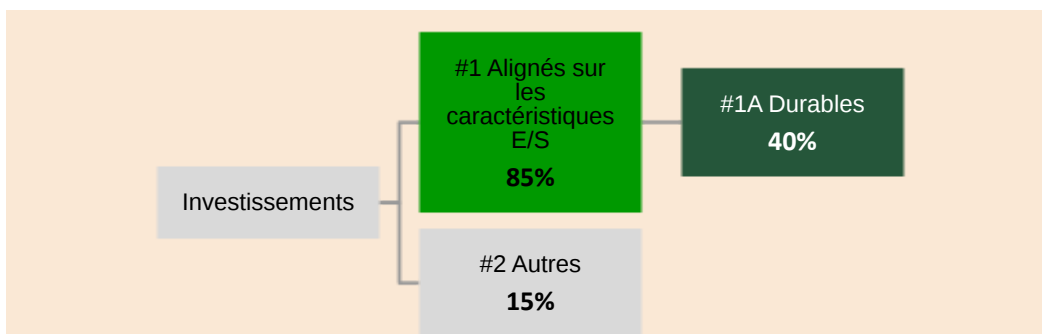 #1 Alignés sur
les
caractéristiques
E/S
85%
#1A Durables
40%
Investissements
#2 Autres
15%